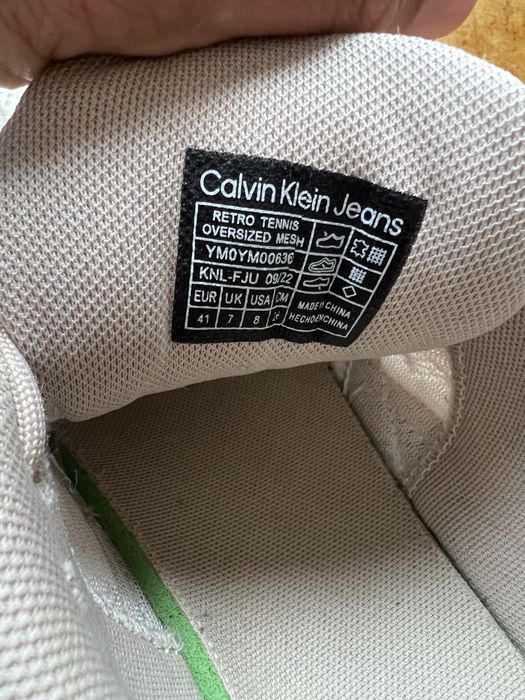 Calvin Klein Jeans
RETRO TENNIS
OVERSIZED MESH
YM0YM00636
KNL-FJU 09/22
EUR UK USA CM
41 7 8 26
MADE IN CHINA
HECHO EN CHINA